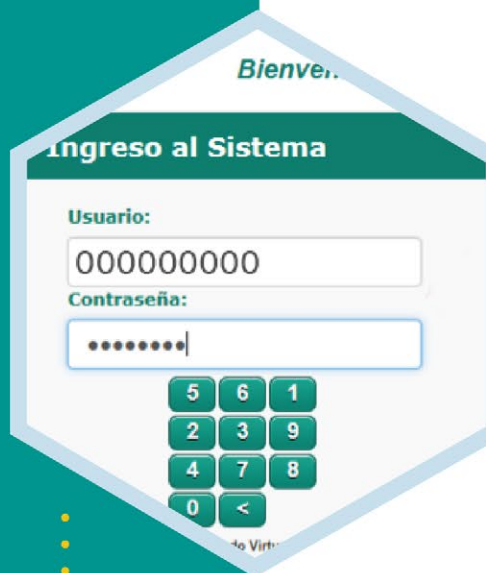 Ingreso al Sistema
Usuario:
000000000
Contraseña:
5 6 1
2 3 9
4 7 8
0 <